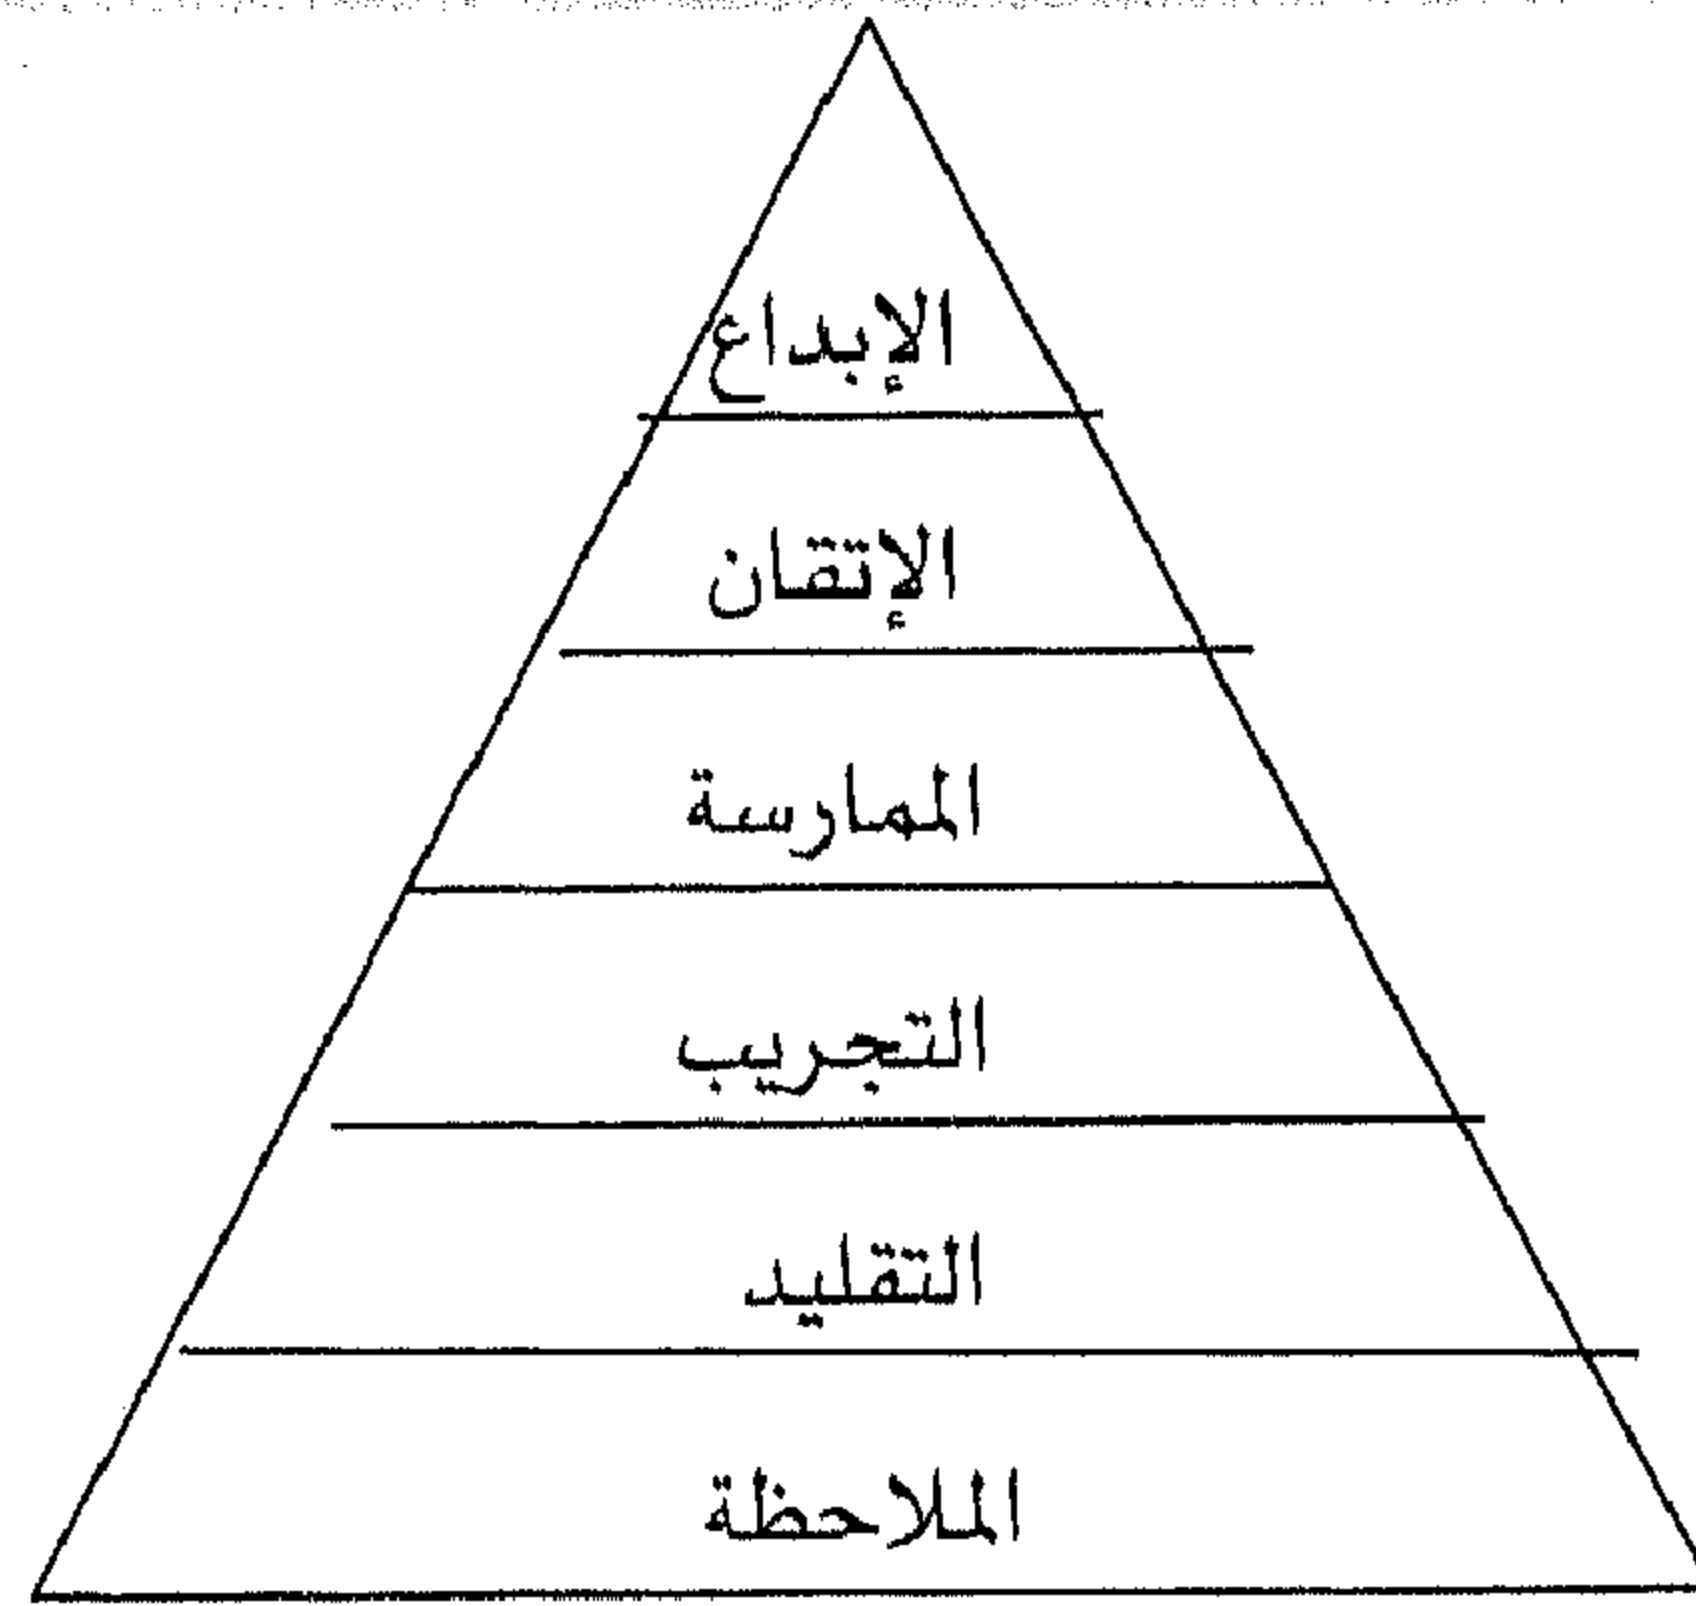 الإبداع
الإتقان
الممارسة
التجريب
التقليد
الملاحظة